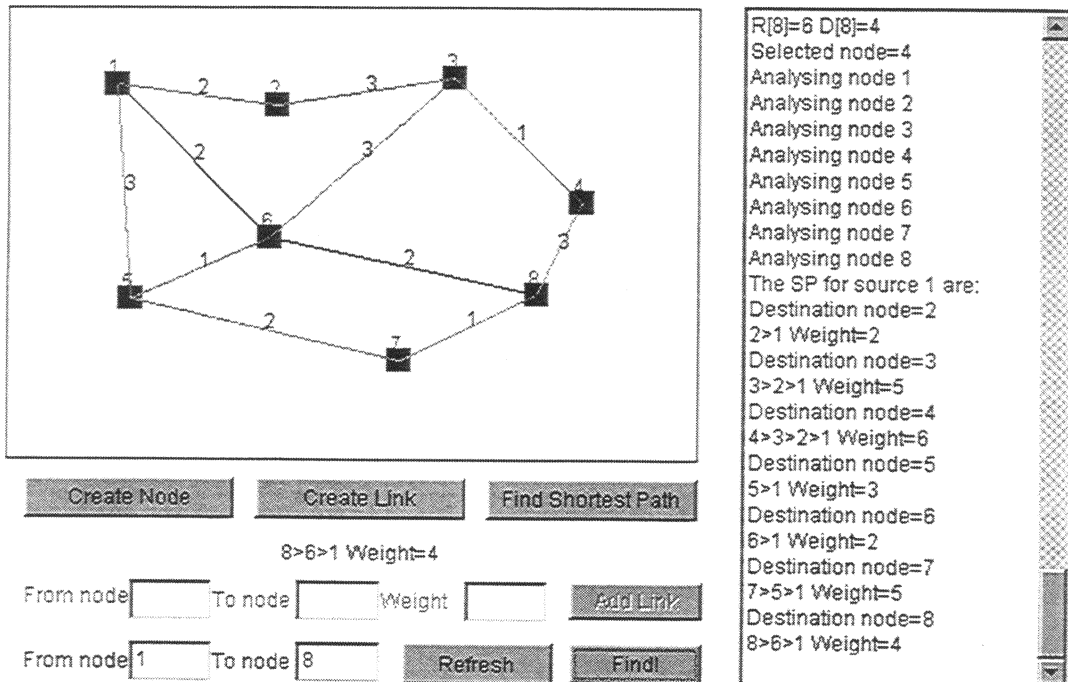 1
2
2
3
3
1
3
2
3
4
6
1
2
3
5
8
2
1
7
Create Node
Create Link
Find Shortest Path
8>6>1 Weight=4
From node
To node
Weight
Add Link
From node 1
To node 8
Refresh
Find!
R[8]=6 D[8]=4
Selected node=4
Analysing node 1
Analysing node 2
Analysing node 3
Analysing node 4
Analysing node 5
Analysing node 6
Analysing node 7
Analysing node 8
The SP for source 1 are:
Destination node=2
2>1 Weight=2
Destination node=3
3>2>1 Weight=5
Destination node=4
4>3>2>1 Weight=6
Destination node=5
5>1 Weight=3
Destination node=6
6>1 Weight=2
Destination node=7
7>5>1 Weight=5
Destination node=8
8>6>1 Weight=4